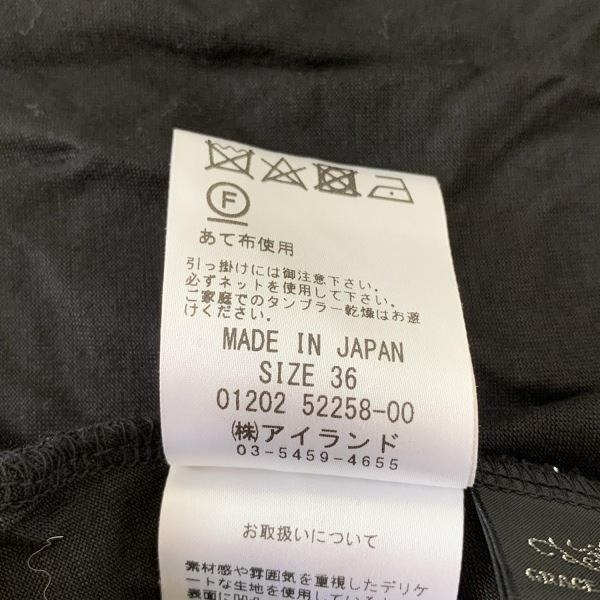 F
あて布使用
引っ掛けには御注意下さい。
必ずネットを使用して下さい。
ご家庭でのタンブラー乾燥はお避
けください。
MADE IN JAPAN
SIZE 36
01202 52258-00
㈱アイランド
03-5459-4655
お取扱いについて
素材感や雰囲気を重視したデリケ
ートな生地を使用している
GRACE